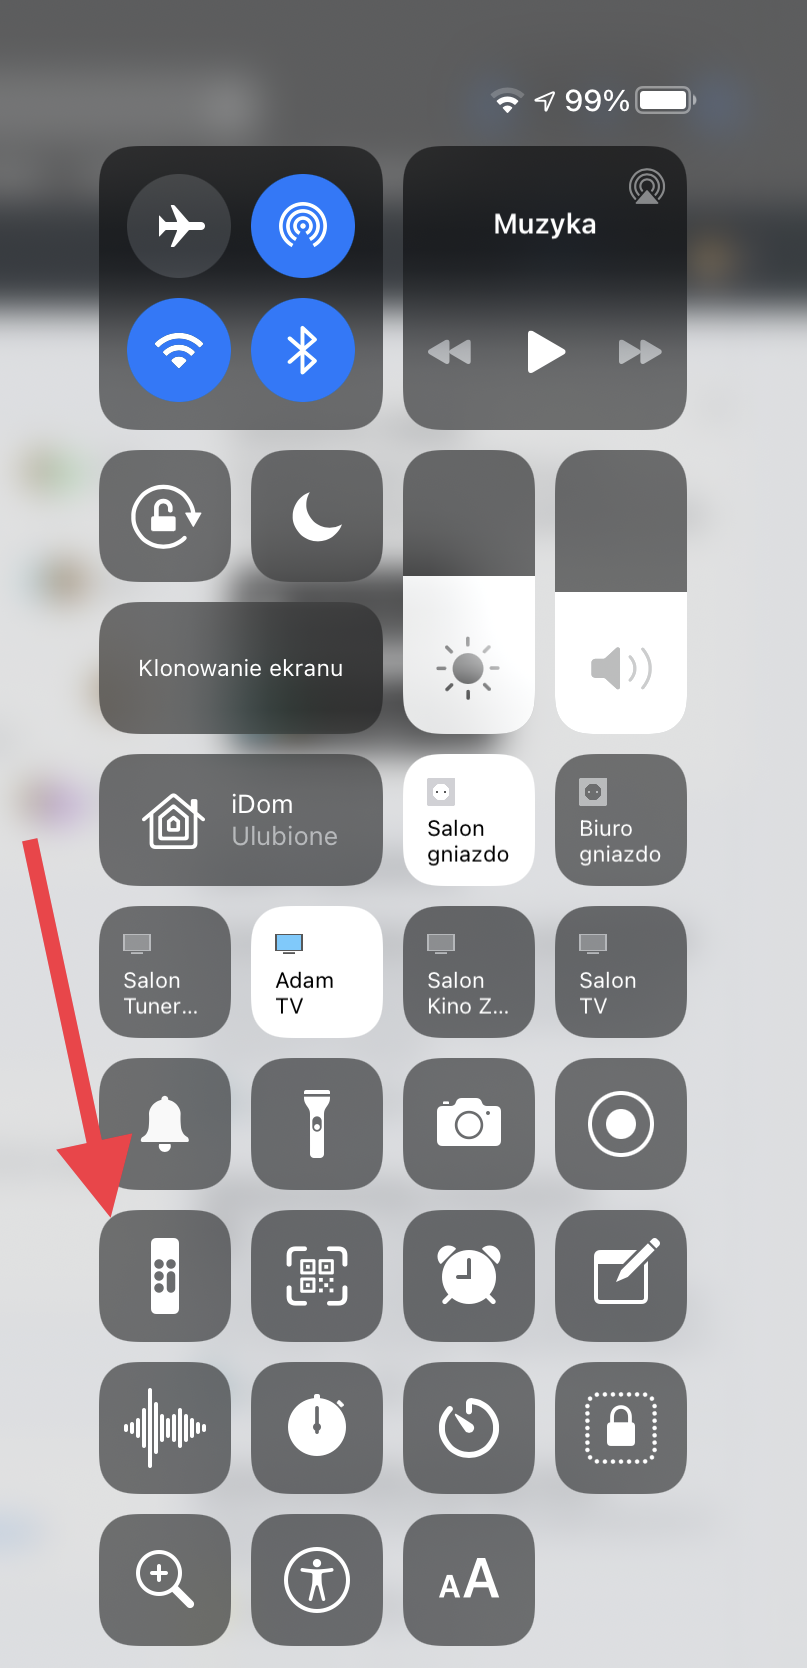 99%
Muzyka
Klonowanie ekranu
iDom
Ulubione
Salon
gniazdo
Biuro
gniazdo
Salon
Tuner...
Adam
TV
Salon
Kino Z...
Salon
TV
AA